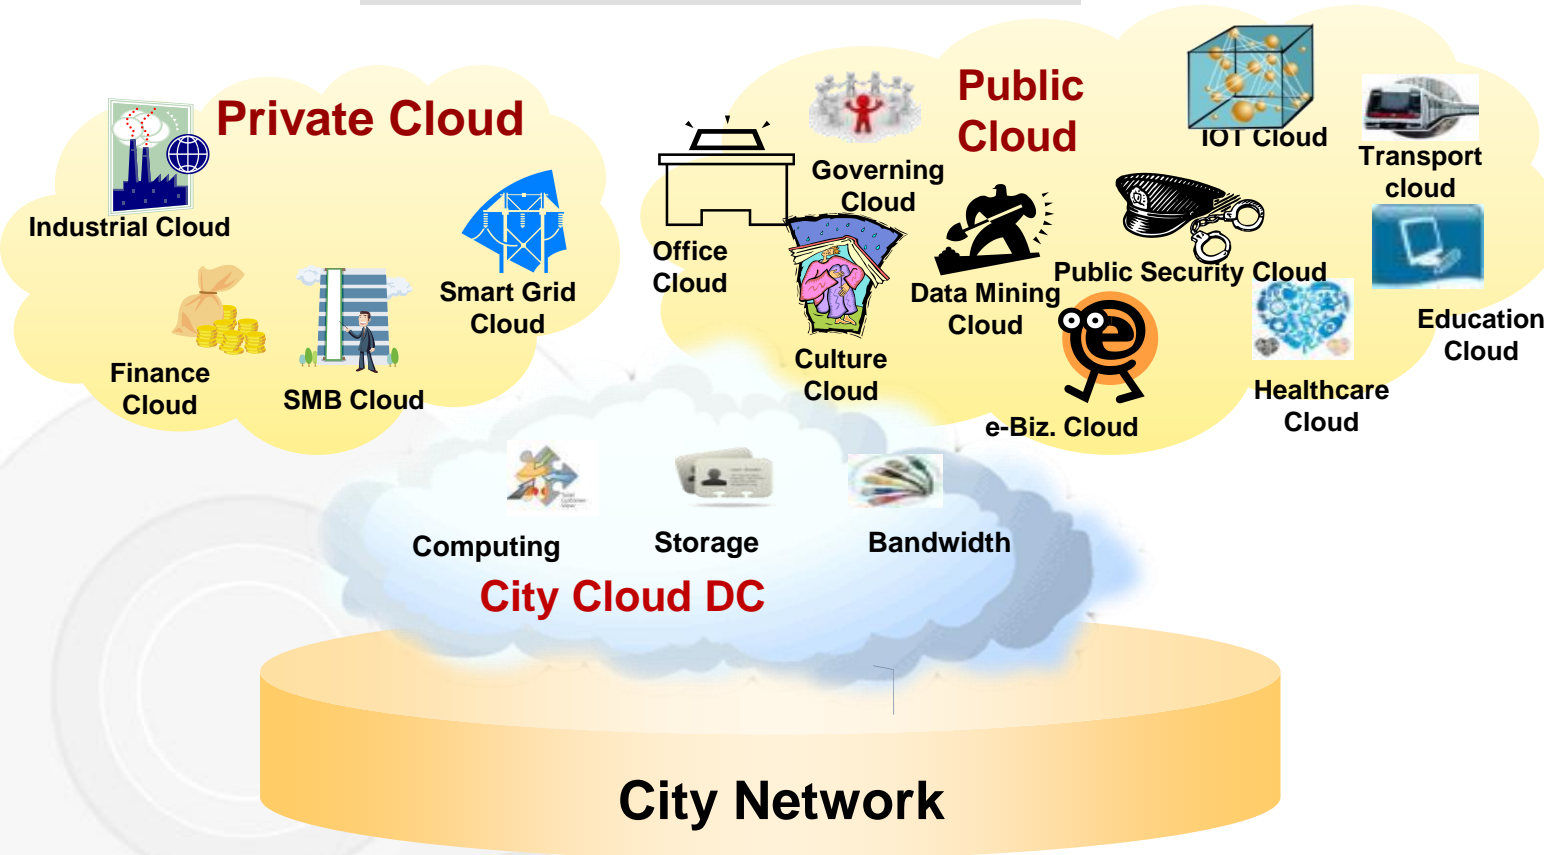 Private Cloud
Industrial Cloud
Smart Grid
Cloud
Finance
Cloud
SMB Cloud
Public
Cloud
Governing
Cloud
Office
Cloud
Culture
Cloud
Data Mining
Cloud
Public Security Cloud
e-Biz. Cloud
IOT Cloud
Transport
cloud
Education
Cloud
Healthcare
Cloud
Computing
Storage
Bandwidth
City Cloud DC
City Network